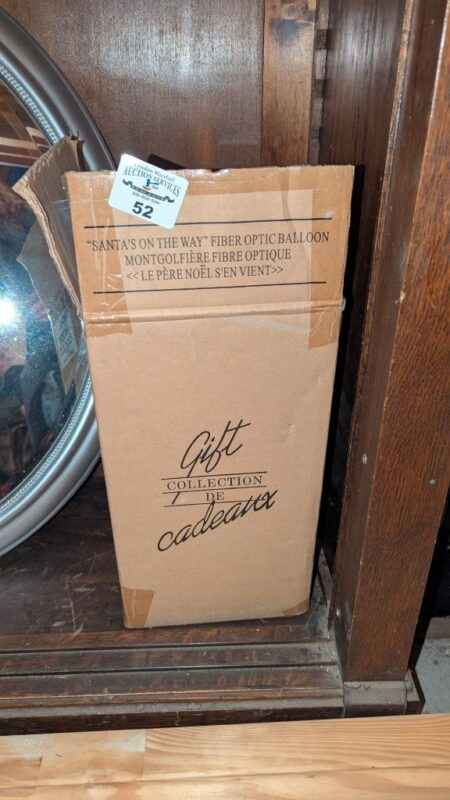 AUCTION SERVICES
52
"SANTA'S ON THE WAY" FIBER OPTIC BALLOON
MONTGOLFIÈRE FIBRE OPTIQUE
<<LE PÈRE NOËL S'EN VIENT>>
Gift
COLLECTION
DE
cadeaux